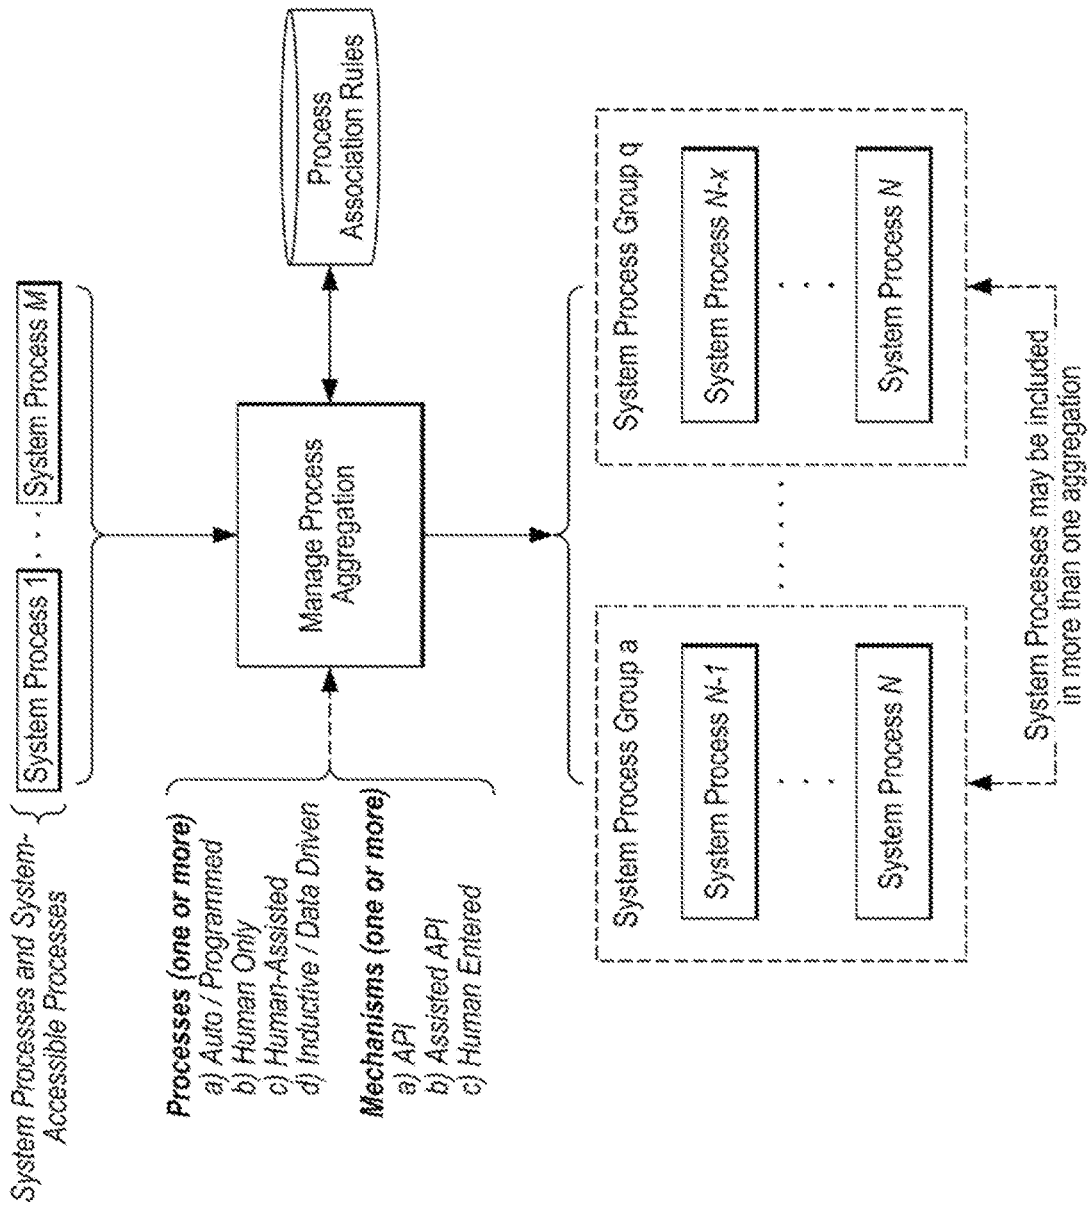 System Processes and System-
Accessible Processes
System Process 1
. . .
System Process M
Processes (one or more)
a) Auto / Programmed
b) Human Only
c) Human-Assisted
d) Inductive / Data Driven
Mechanisms (one or more)
a) API
b) Assisted API
c) Human Entered
Manage Process
Aggregation
Process
Association Rules
System Process Group a
System Process N-1
. . .
System Process N
. . . . . .
System Process Group q
System Process N-x
. . .
System Process N
System Processes may be included
in more than one aggregation